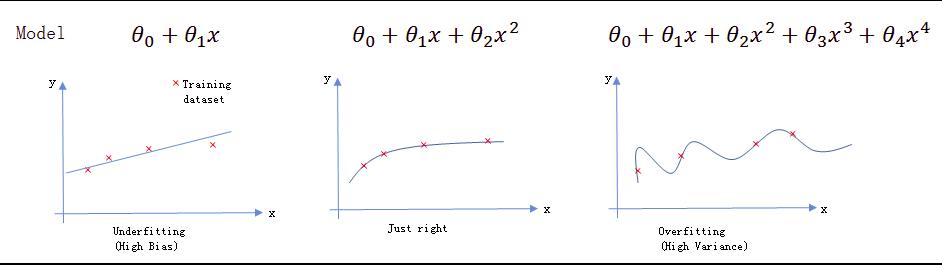 Model θ₀ + θ₁x θ₀ + θ₁x + θ₂x² θ₀ + θ₁x + θ₂x² + θ₃x³ + θ₄x⁴
y × Training y y
dataset
x x x
Underfitting Just right Overfitting
(High Bias) (High Variance)